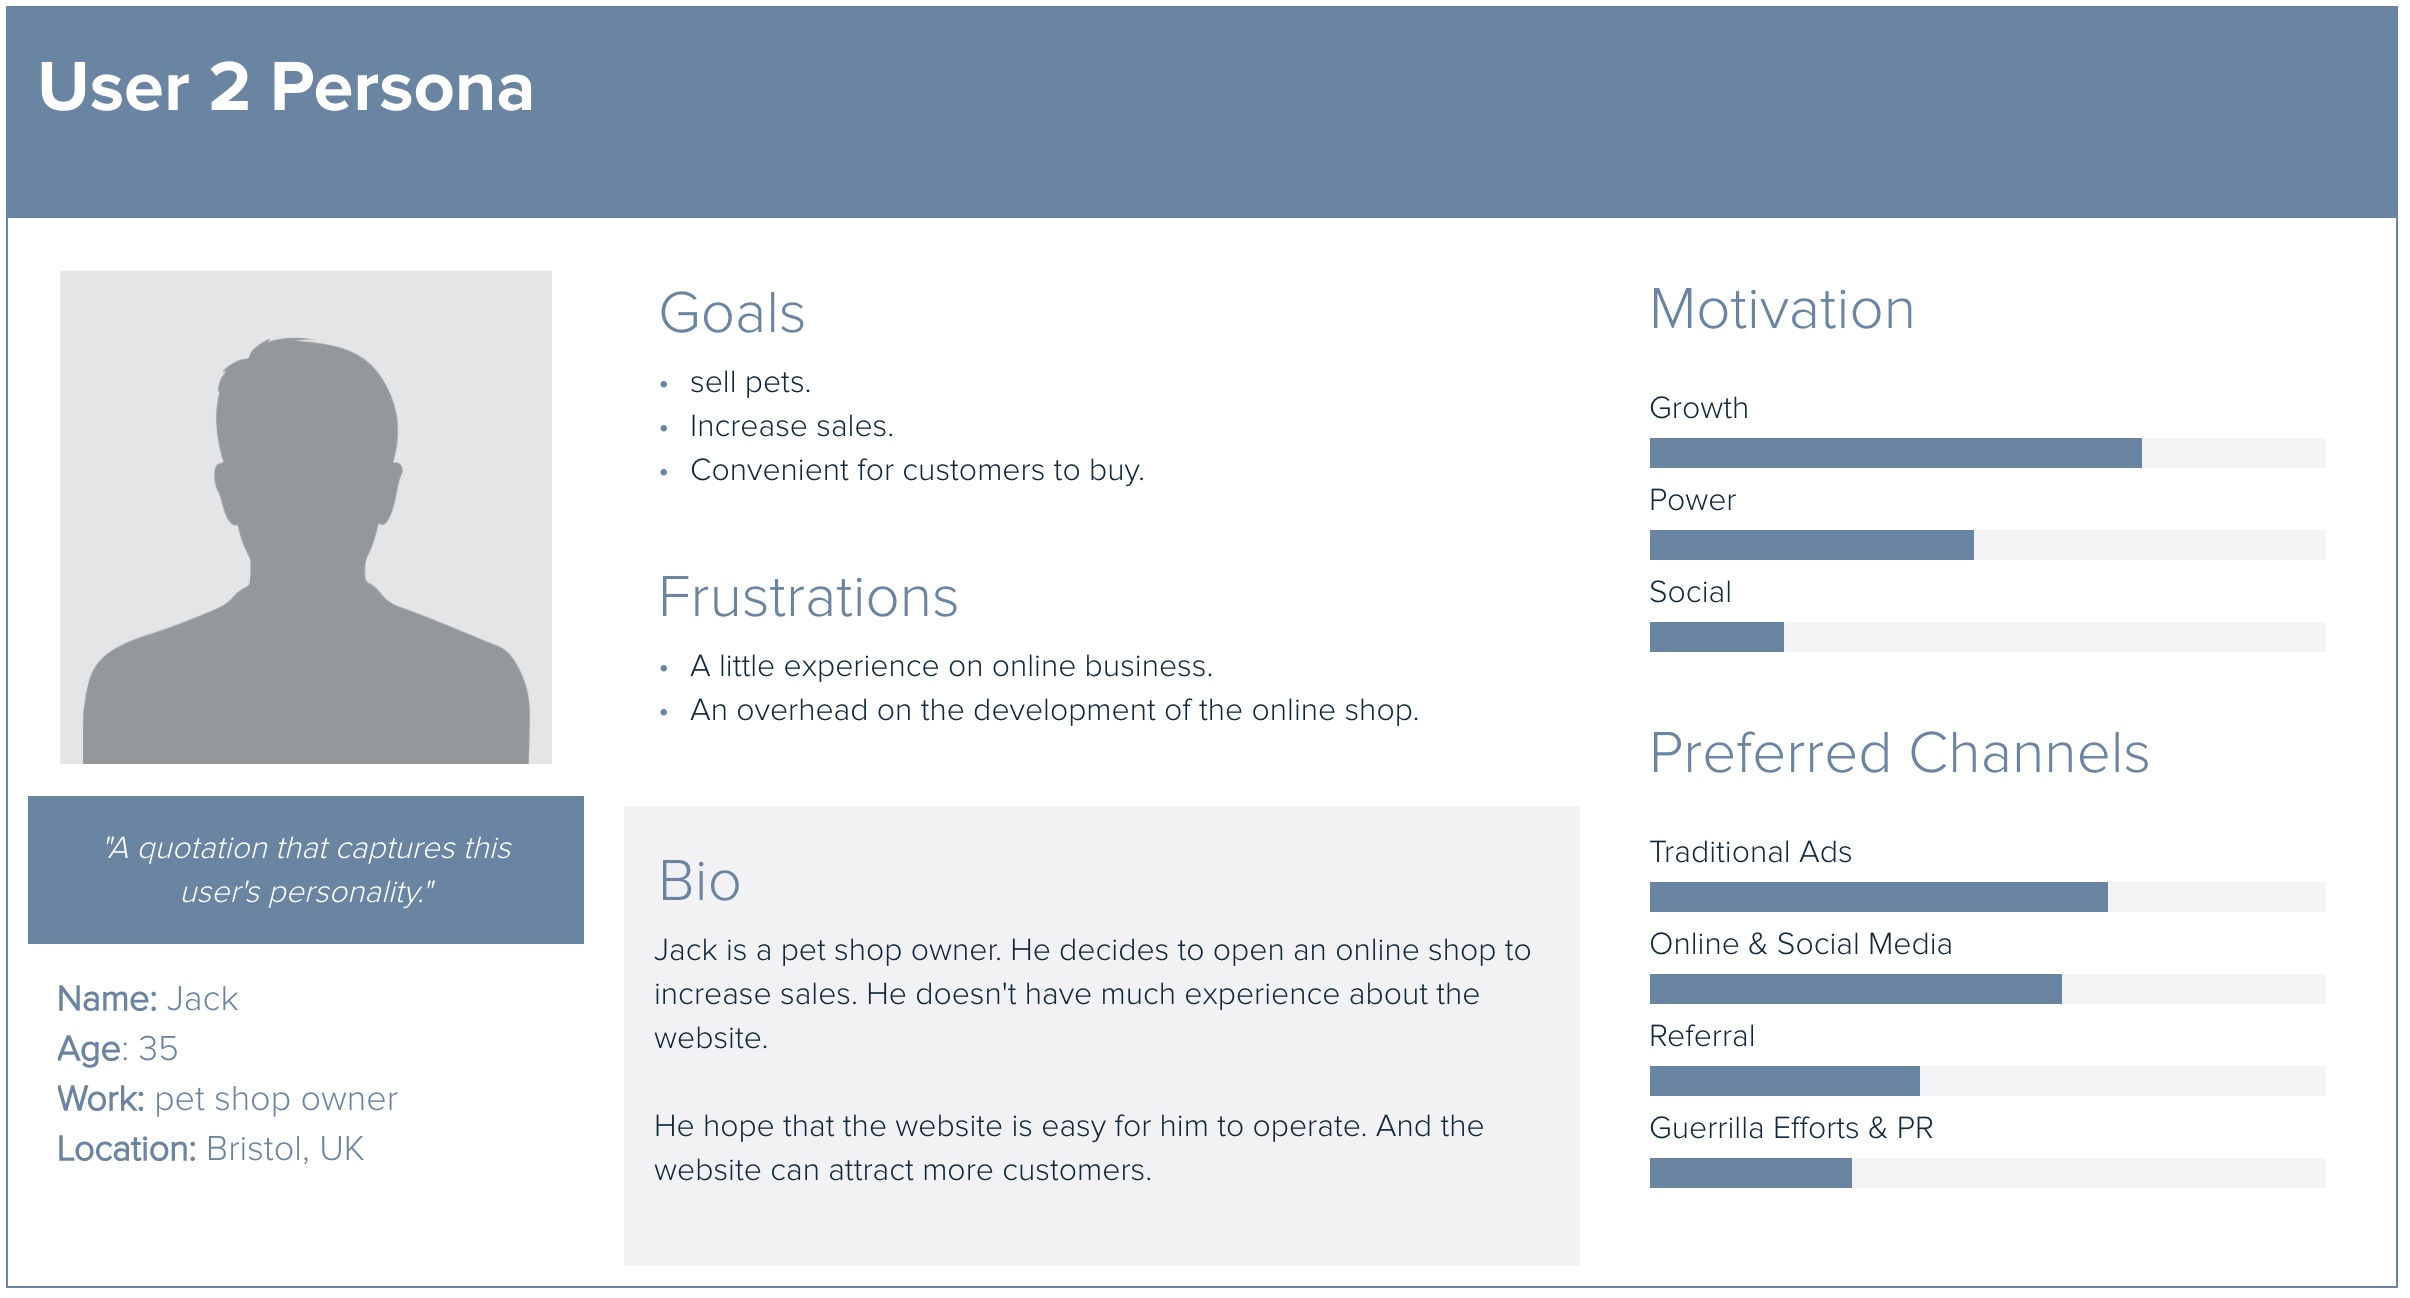 User 2 Persona
"A quotation that captures this
user's personality."
Name: Jack
Age: 35
Work: pet shop owner
Location: Bristol, UK
Goals
• sell pets.
• Increase sales.
• Convenient for customers to buy.
Frustrations
• A little experience on online business.
• An overhead on the development of the online shop.
Bio
Jack is a pet shop owner. He decides to open an online shop to
increase sales. He doesn't have much experience about the
website.
He hope that the website is easy for him to operate. And the
website can attract more customers.
Motivation
Growth
Power
Social
Preferred Channels
Traditional Ads
Online & Social Media
Referral
Guerrilla Efforts & PR